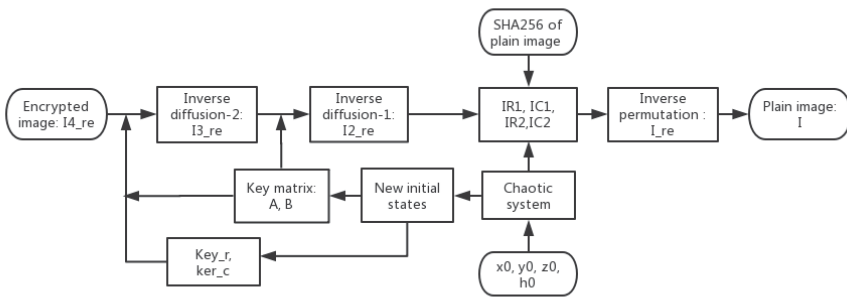 SHA256 of
plain image
Encrypted
image: I4_re
Inverse
diffusion-2:
I3_re
Inverse
diffusion-1:
I2_re
IR1, IC1,
IR2,IC2
Inverse
permutation :
I_re
Plain image:
I
Key matrix:
A, B
New initial
states
Chaotic
system
Key_r,
ker_c
x0, y0, z0,
h0